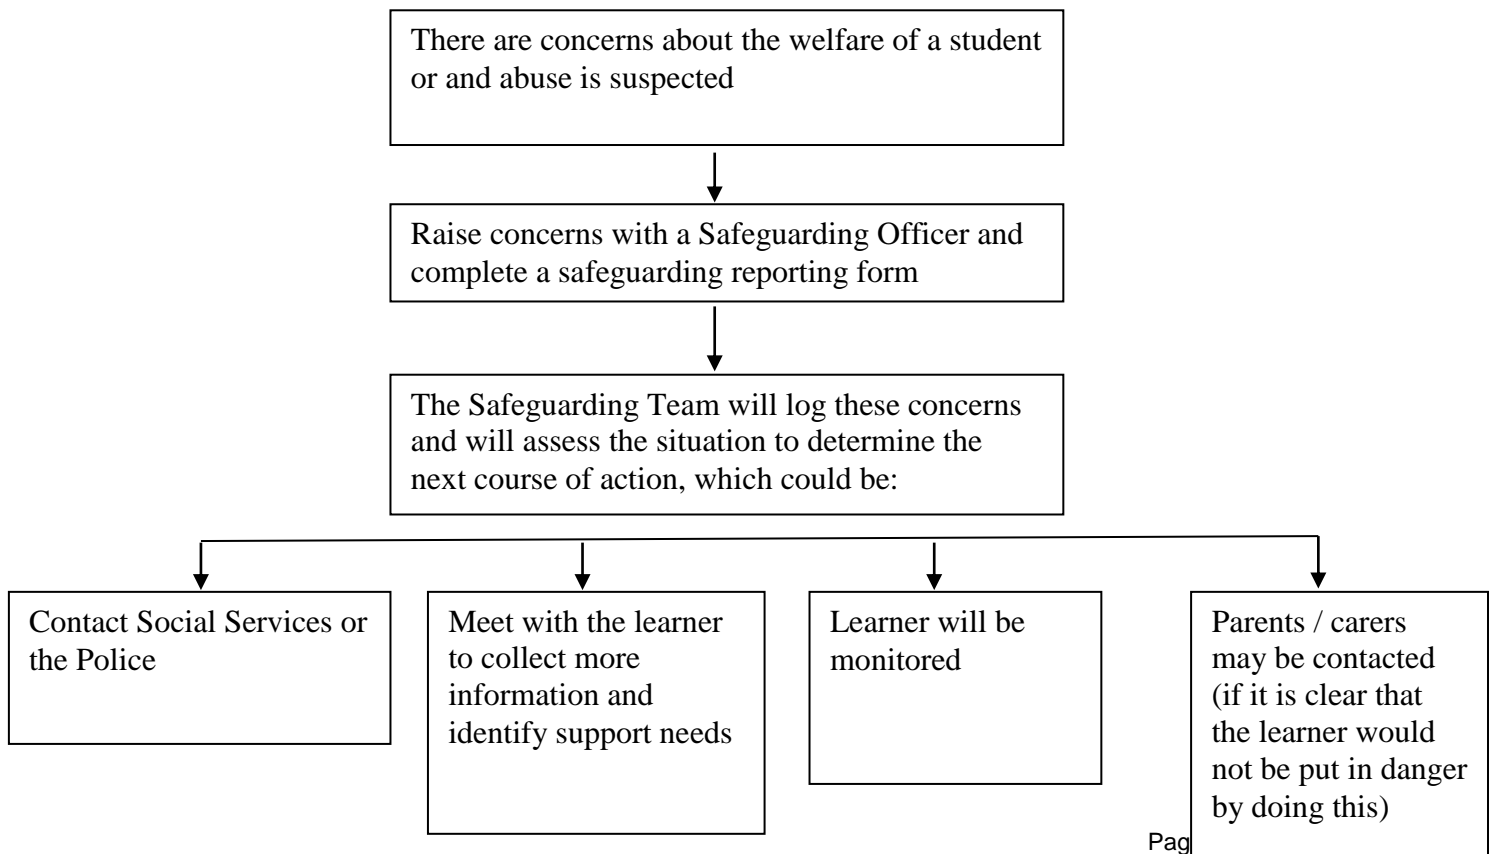 There are concerns about the welfare of a student
or and abuse is suspected
Raise concerns with a Safeguarding Officer and
complete a safeguarding reporting form
The Safeguarding Team will log these concerns
and will assess the situation to determine the
next course of action, which could be:
Contact Social Services or
the Police
Meet with the learner
to collect more
information and
identify support needs
Learner will be
monitored
Parents / carers
may be contacted
(if it is clear that
the learner would
not be put in danger
by doing this)
Pag